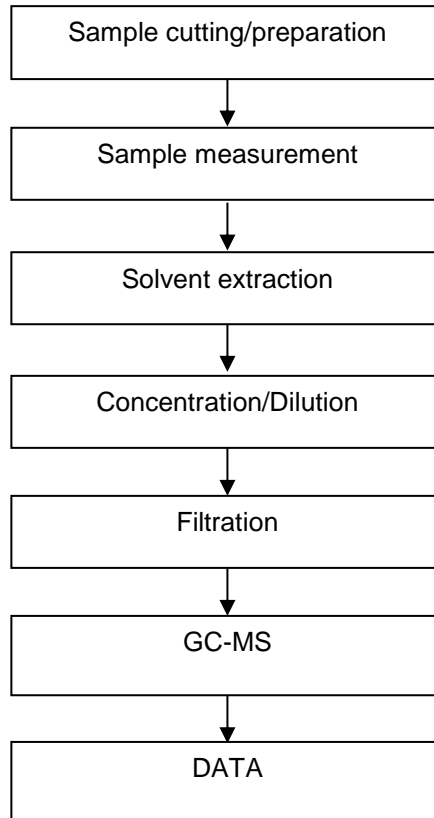 Sample cutting/preparation
Sample measurement
Solvent extraction
Concentration/Dilution
Filtration
GC-MS
DATA